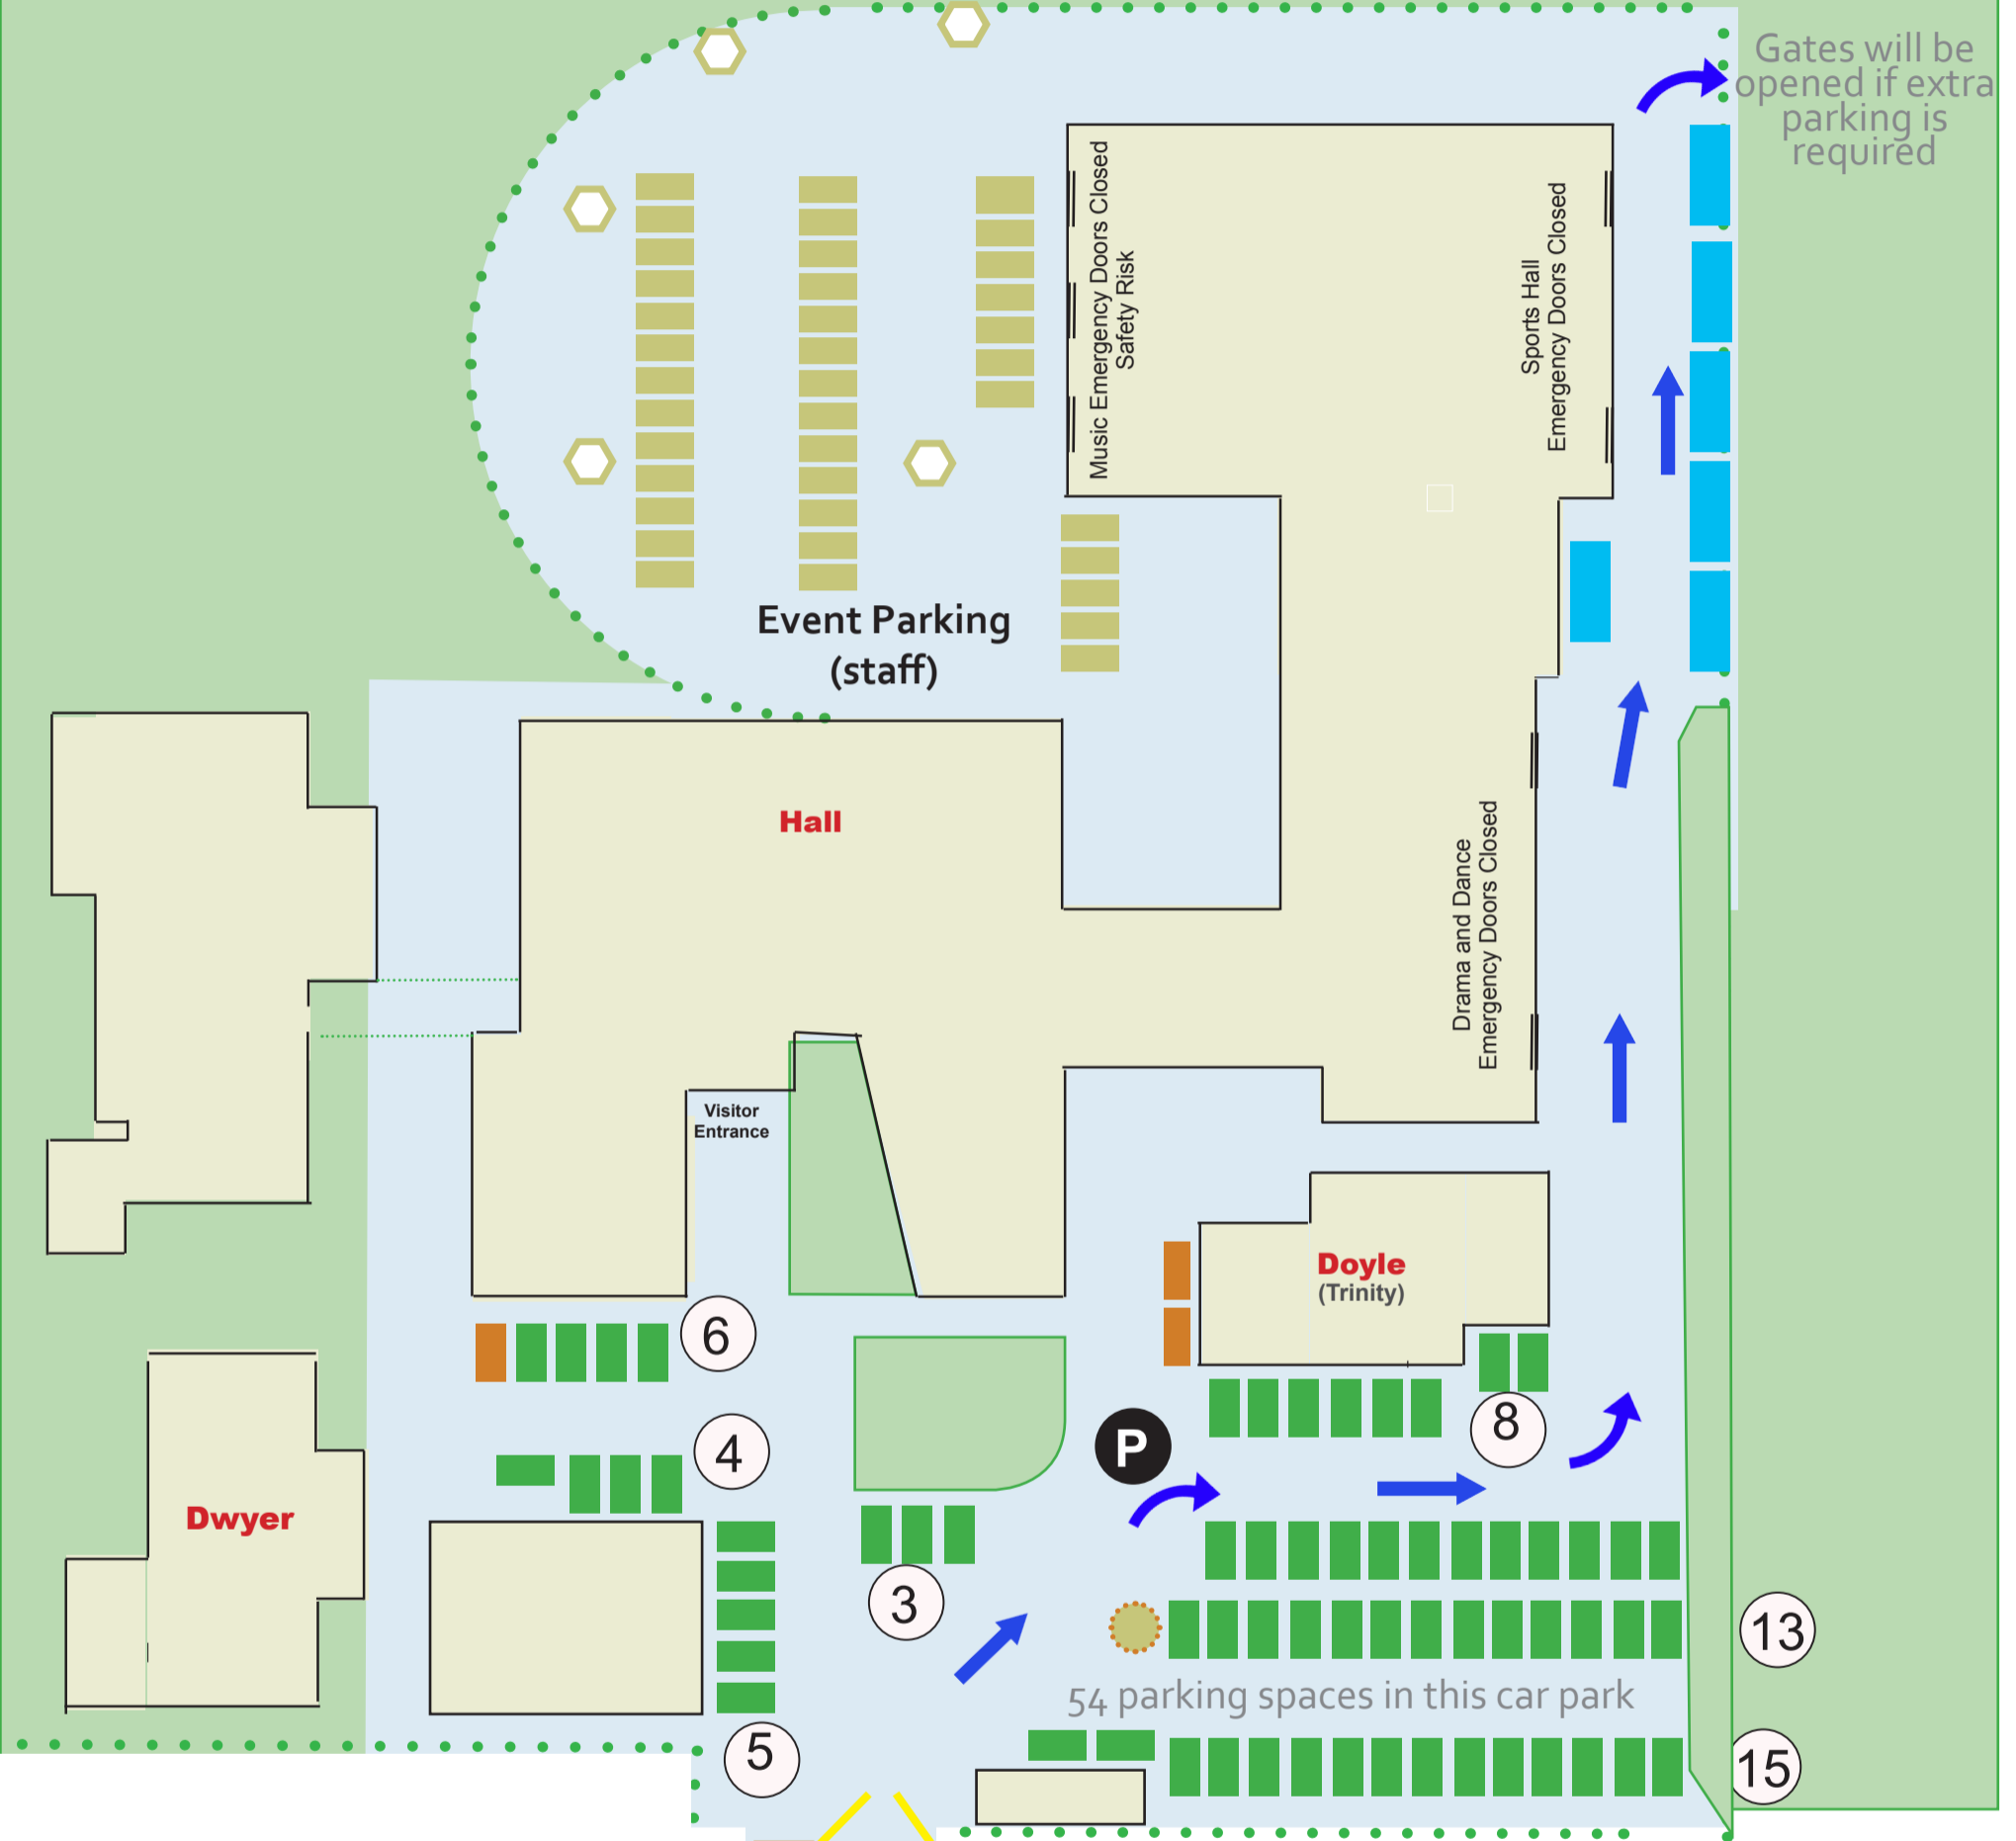 Gates will be
opened if extra
parking is
required
Music Emergency Doors Closed
Safety Risk
Sports Hall
Emergency Doors Closed
Event Parking
(staff)
Hall
Drama and Dance
Emergency Doors Closed
Visitor
Entrance
Doyle
(Trinity)
6
8
P
4
Dwyer
3
13
54 parking spaces in this car park
5
15